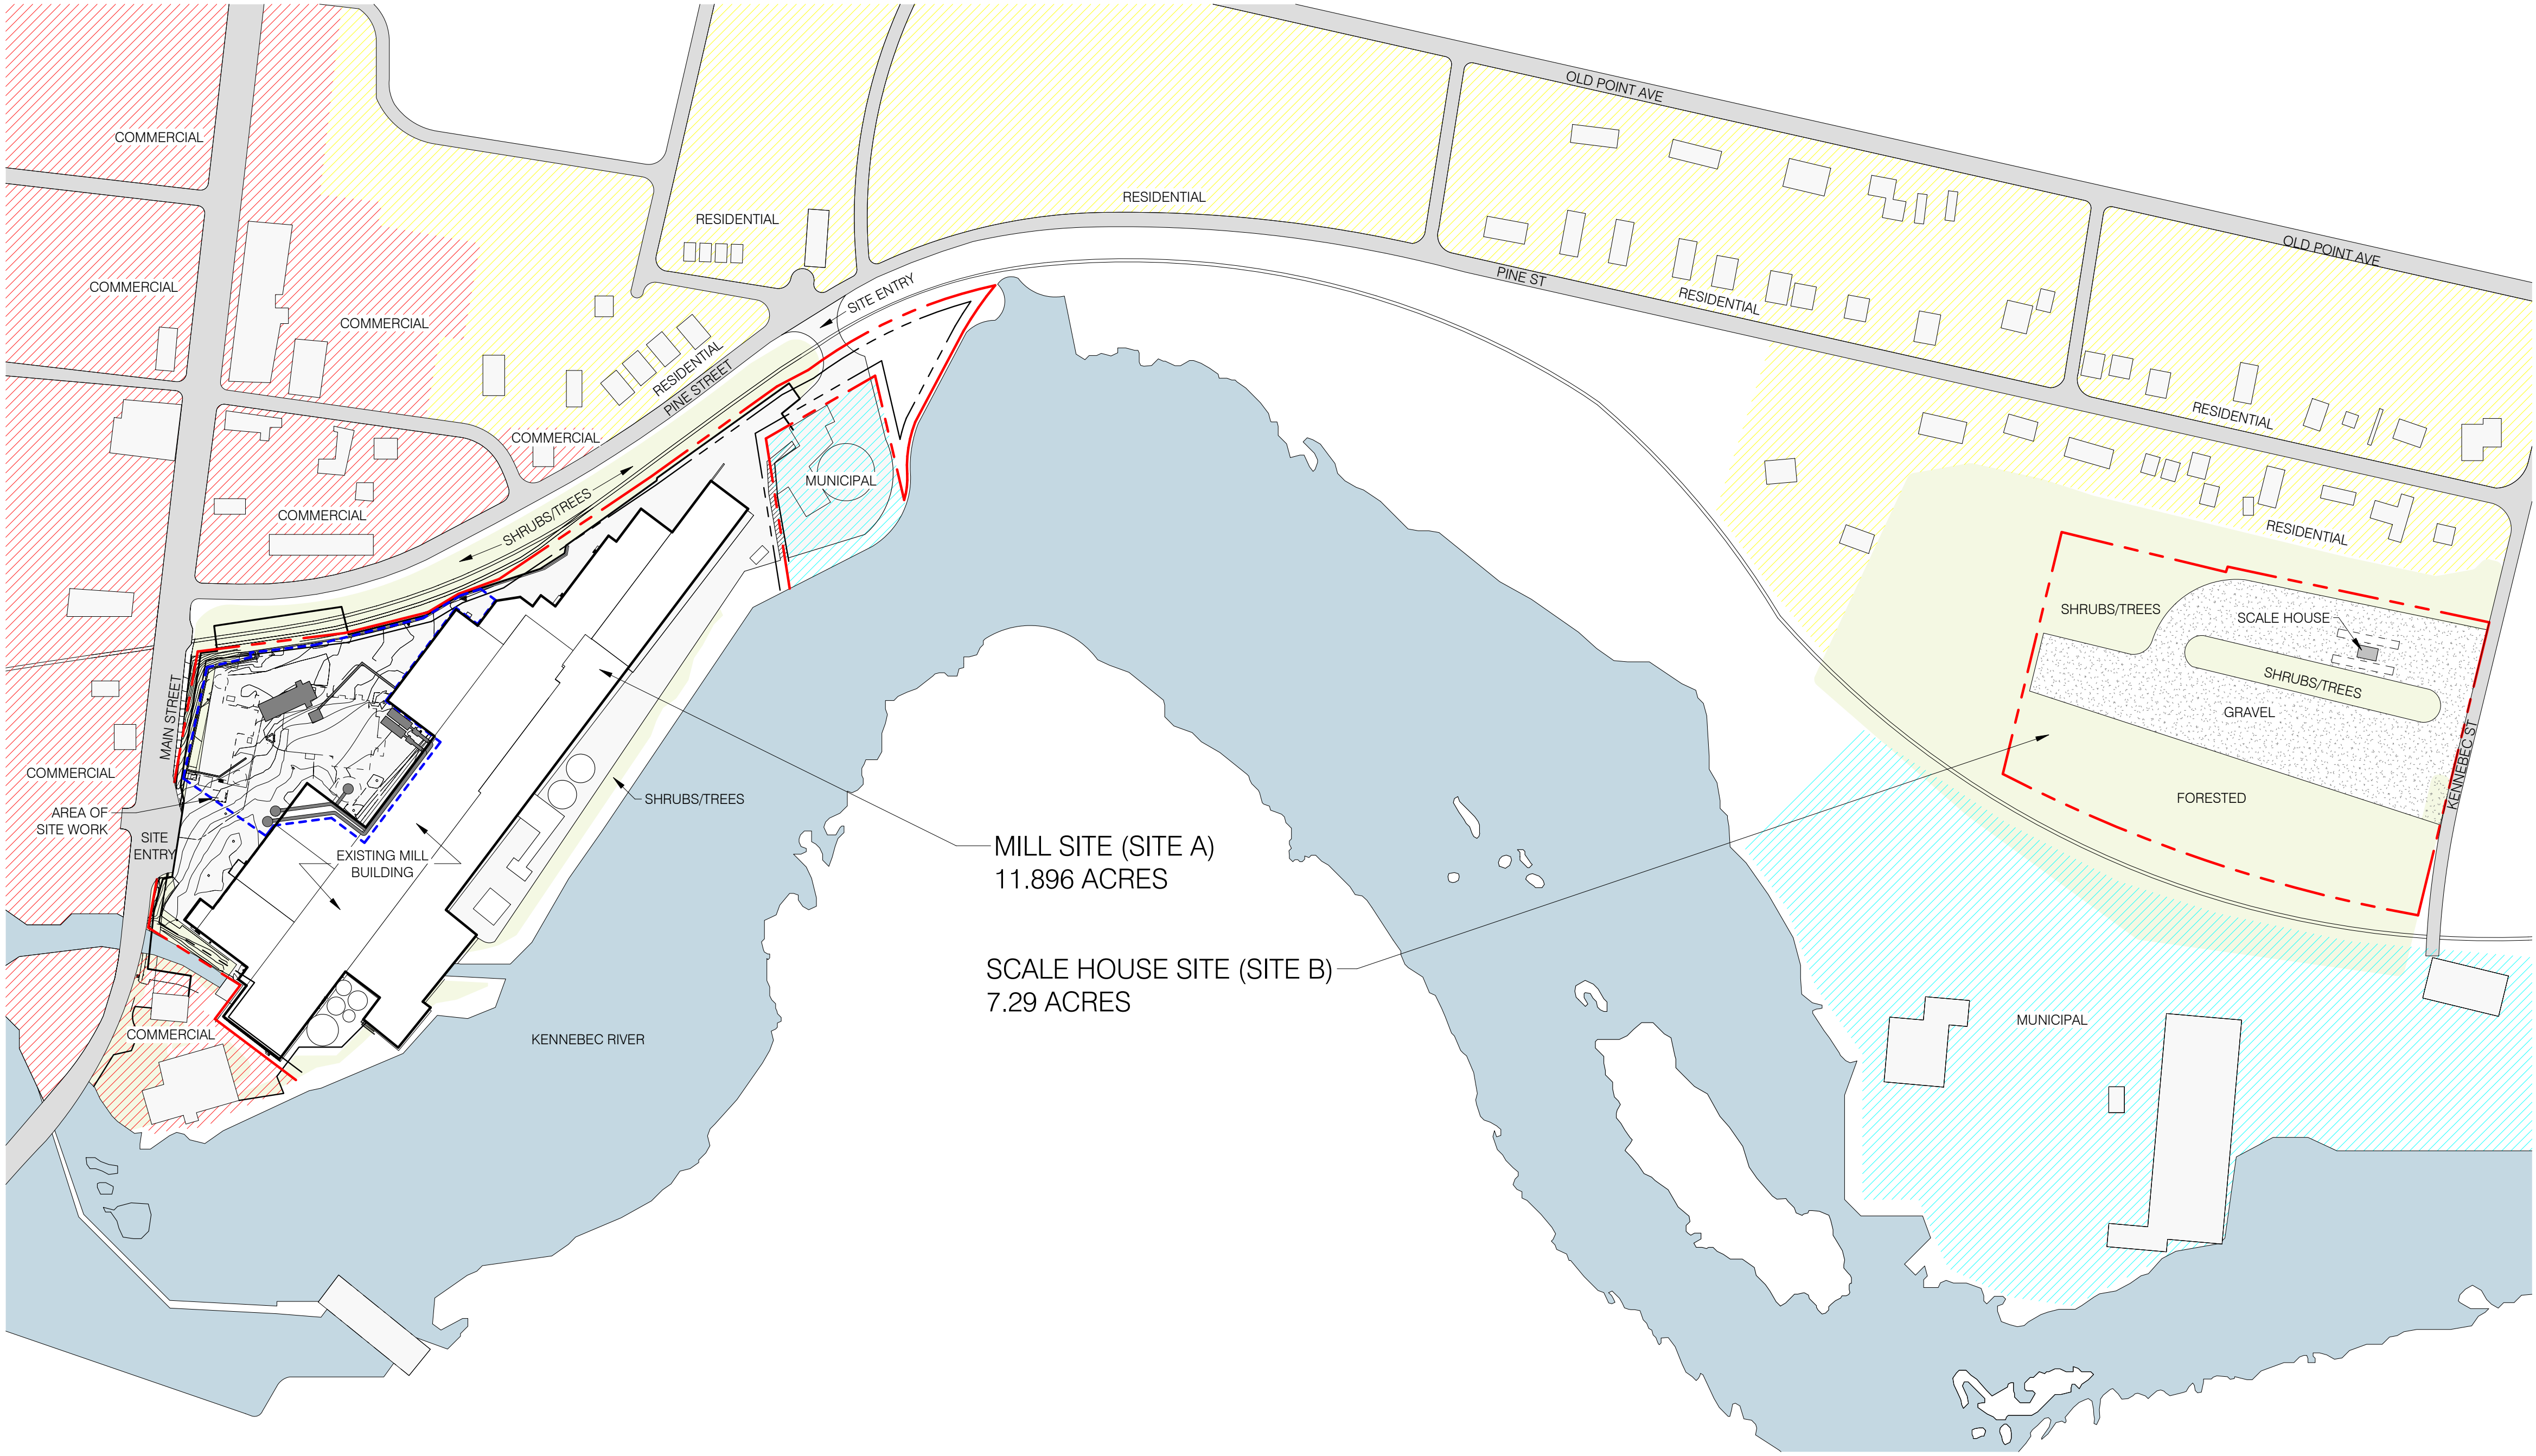 OLD POINT AVE
COMMERCIAL
RESIDENTIAL
RESIDENTIAL
OLD POINT AVE
COMMERCIAL
SITE ENTRY
PINE ST
RESIDENTIAL
COMMERCIAL
RESIDENTIAL
PINE STREET
RESIDENTIAL
COMMERCIAL
MUNICIPAL
COMMERCIAL
SHRUBS/TREES
RESIDENTIAL
SHRUBS/TREES
SCALE HOUSE
SHRUBS/TREES
GRAVEL
MAIN STREET
KENNEBEC ST
COMMERCIAL
SHRUBS/TREES
FORESTED
AREA OF
SITE WORK
SITE
ENTRY
EXISTING MILL
BUILDING
MILL SITE (SITE A)
11.896 ACRES
SCALE HOUSE SITE (SITE B)
7.29 ACRES
COMMERCIAL
KENNEBEC RIVER
MUNICIPAL